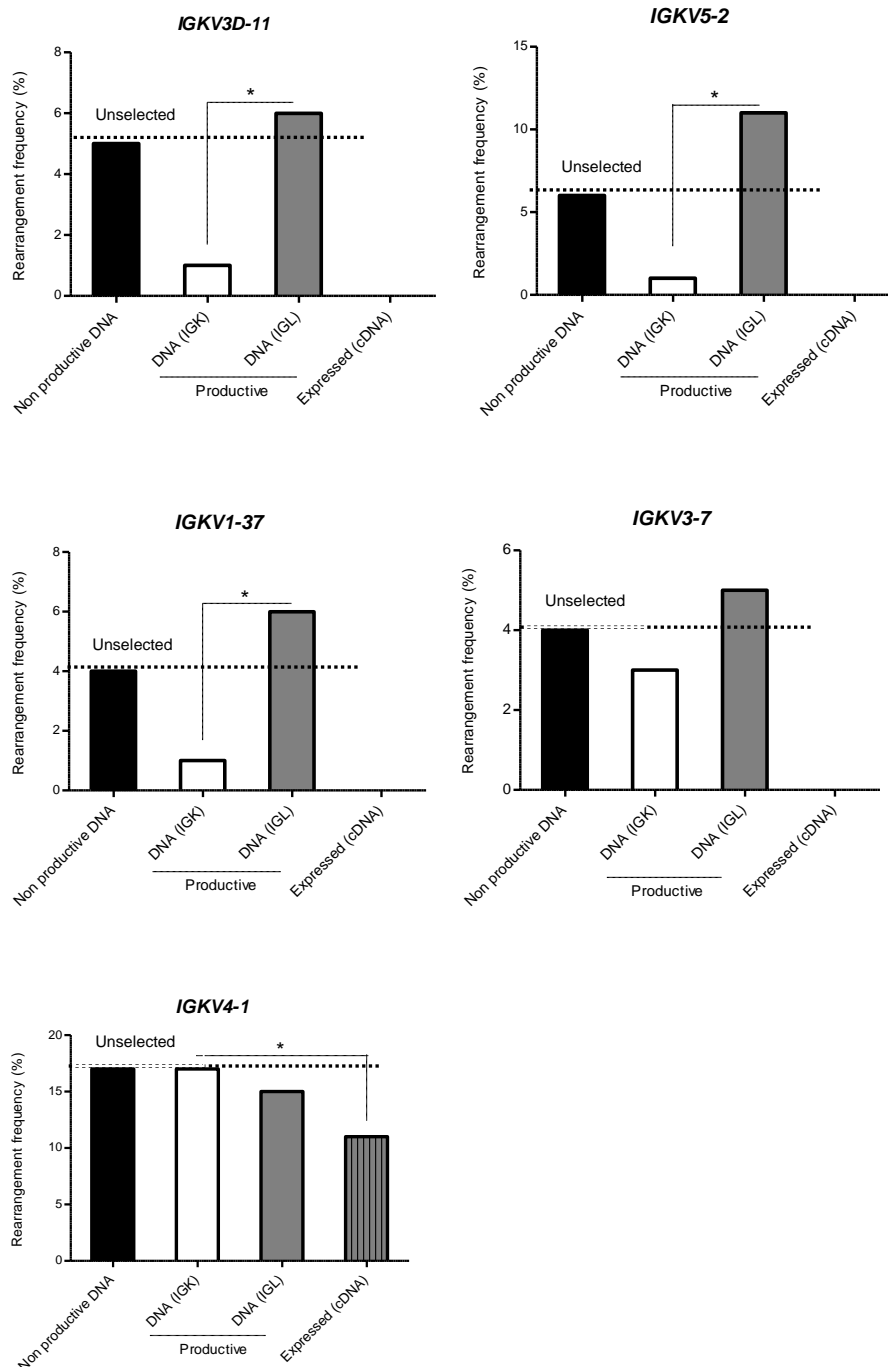 IGKV3D-11
Rearrangement frequency (%)
8
6
4
2
0
Unselected
*
Non productive DNA
DNA (IGK)
DNA (IGL)
Expressed (cDNA)
Productive
IGKV5-2
Rearrangement frequency (%)
15
10
5
0
Unselected
*
Non productive DNA
DNA (IGK)
DNA (IGL)
Expressed (cDNA)
Productive
IGKV1-37
Rearrangement frequency (%)
8
6
4
2
0
Unselected
*
Non productive DNA
DNA (IGK)
DNA (IGL)
Expressed (cDNA)
Productive
IGKV3-7
Rearrangement frequency (%)
6
4
2
0
Unselected
Non productive DNA
DNA (IGK)
DNA (IGL)
Expressed (cDNA)
Productive
IGKV4-1
Rearrangement frequency (%)
20
15
10
5
0
Unselected
*
Non productive DNA
DNA (IGK)
DNA (IGL)
Expressed (cDNA)
Productive